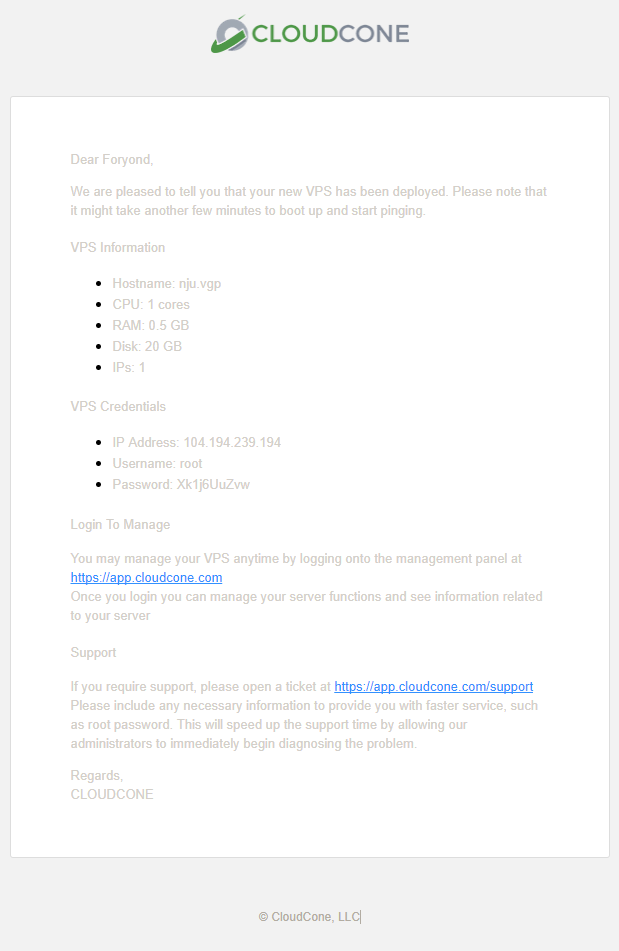 CLOUDCONE
Dear Foryond,
We are pleased to tell you that your new VPS has been deployed. Please note that
it might take another few minutes to boot up and start pinging.
VPS Information
Hostname: nju.vgp
CPU: 1 cores
RAM: 0.5 GB
Disk: 20 GB
IPs: 1
VPS Credentials
IP Address: 104.194.239.194
Username: root
Password: Xk1j6UuZvw
Login To Manage
You may manage your VPS anytime by logging onto the management panel at
https://app.cloudcone.com
Once you login you can manage your server functions and see information related
to your server
Support
If you require support, please open a ticket at https://app.cloudcone.com/support
Please include any necessary information to provide you with faster service, such
as root password. This will speed up the support time by allowing our
administrators to immediately begin diagnosing the problem.
Regards,
CLOUDCONE
© CloudCone, LLC